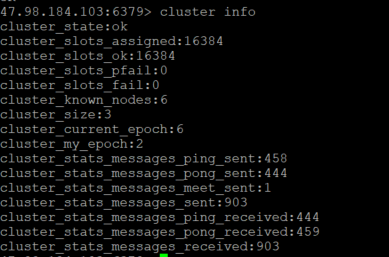 47.98.184.103:6379> cluster info
cluster_state:ok
cluster_slots_assigned:16384
cluster_slots_ok:16384
cluster_slots_pfail:0
cluster_slots_fail:0
cluster_known_nodes:6
cluster_size:3
cluster_current_epoch:6
cluster_my_epoch:2
cluster_stats_messages_ping_sent:458
cluster_stats_messages_pong_sent:444
cluster_stats_messages_meet_sent:1
cluster_stats_messages_sent:903
cluster_stats_messages_ping_received:444
cluster_stats_messages_pong_received:459
cluster_stats_messages_received:903